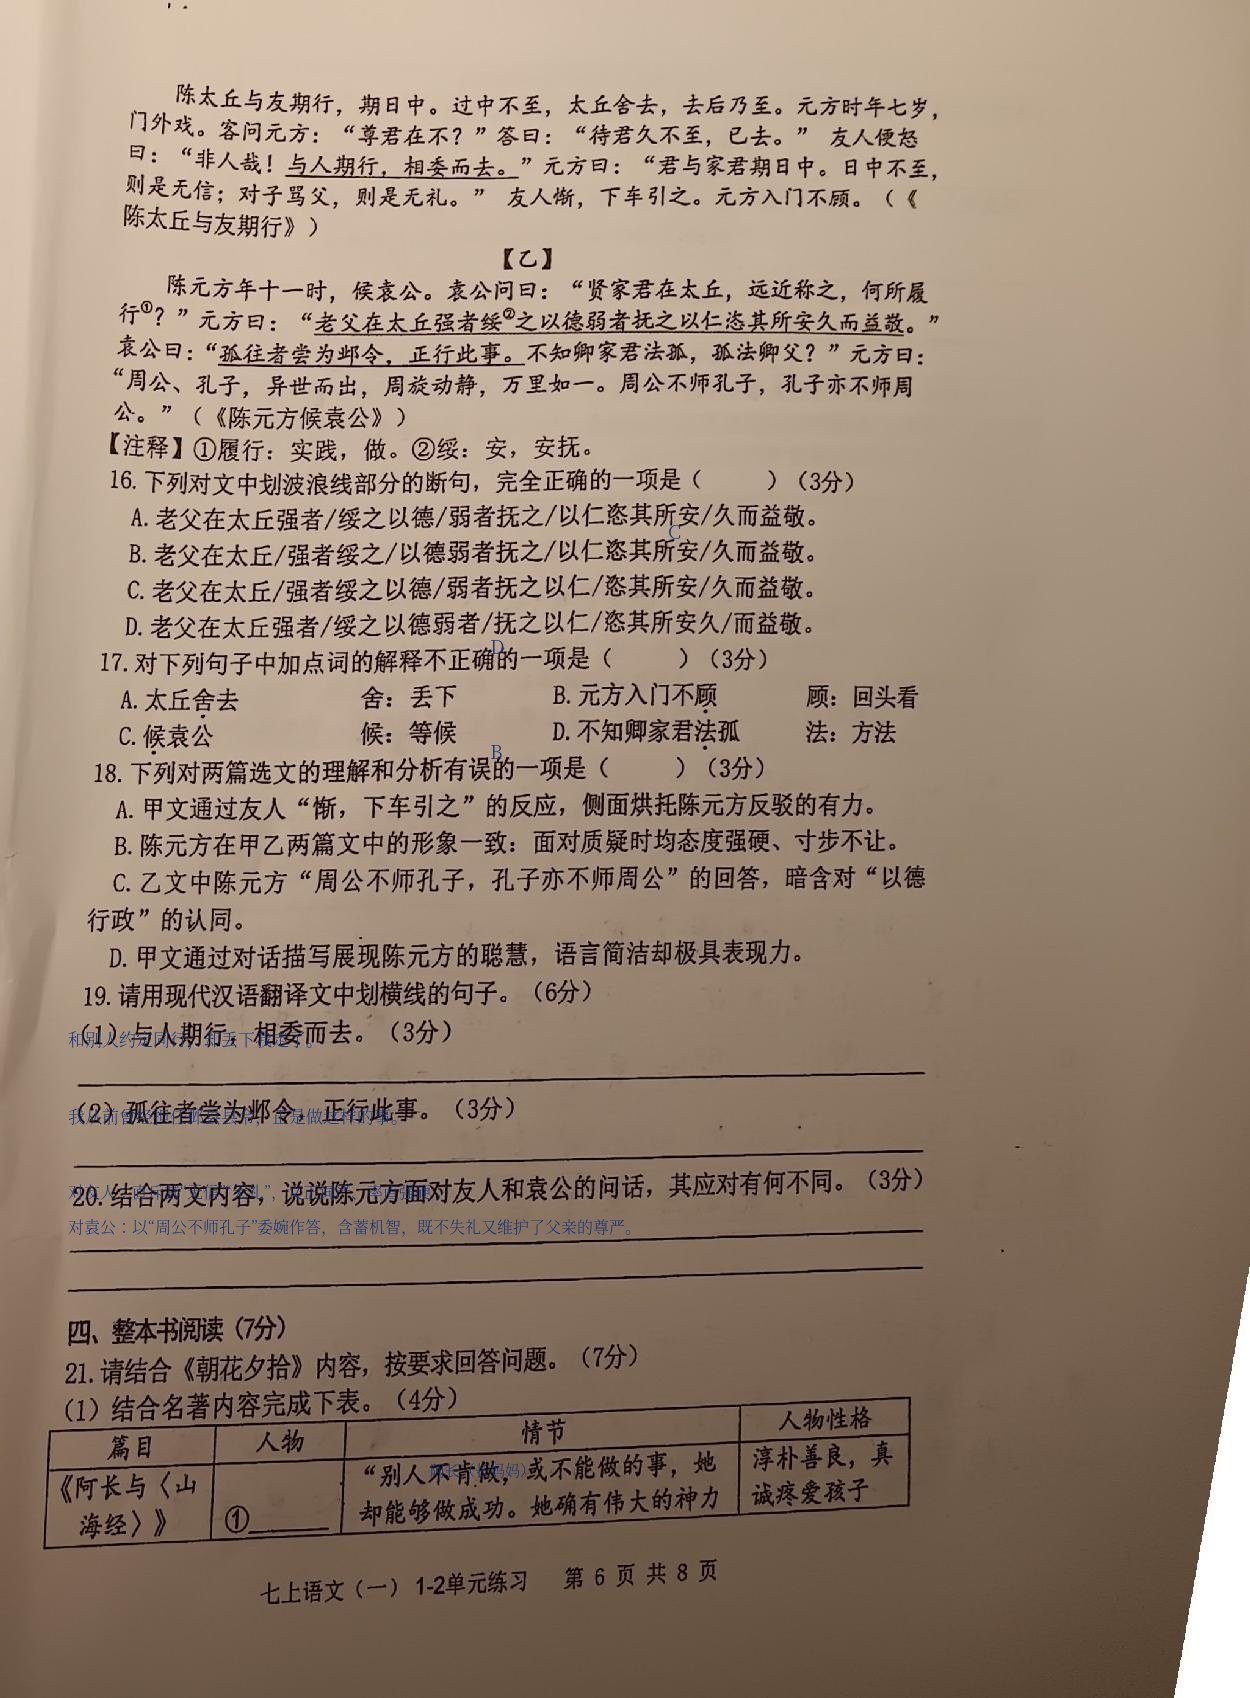 陈太丘与友期行，期日中。过中不至，太丘舍去，去后乃至。元方时年七岁，
门外戏。客问元方：“尊君在不？”答曰：“待君久不至，已去。” 友人便怒
曰：“非人哉！与人期行，相委而去。”元方曰：“君与家君期日中。日中不至，
则是无信；对子骂父，则是无礼。” 友人惭，下车引之。元方入门不顾。（《
陈太丘与友期行》）
【乙】
陈元方年十一时，候袁公。袁公问曰：“贤家君在太丘，远近称之，何所履
行①？”元方曰：“老父在太丘强者绥②之以德弱者抚之以仁恣其所安久而益敬。”
袁公曰：“孤往者尝为邺令，正行此事。不知卿家君法孤，孤法卿父？”元方曰：
“周公、孔子，异世而出，周旋动静，万里如一。周公不师孔子，孔子亦不师周
公。”（《陈元方候袁公》）
【注释】①履行：实践，做。②绥：安，安抚。
16.下列对文中划波浪线部分的断句，完全正确的一项是（ ）（3分）
A.老父在太丘强者/绥之以德/弱者抚之/以仁恣其所安/久而益敬。
C
B.老父在太丘/强者绥之/以德弱者抚之/以仁恣其所安/久而益敬。
C.老父在太丘/强者绥之以德/弱者抚之以仁/恣其所安/久而益敬。
D.老父在太丘强者/绥之以德弱者/抚之以仁/恣其所安久/而益敬。
D
17.对下列句子中加点词的解释不正确的一项是（ ）（3分）
A.太丘舍去 舍：丢下 B.元方入门不顾 顾：回头看
C.候袁公 候：等候 D.不知卿家君法孤 法：方法
B
18.下列对两篇选文的理解和分析有误的一项是（ ）（3分）
A.甲文通过友人“惭，下车引之”的反应，侧面烘托陈元方反驳的有力。
B.陈元方在甲乙两篇文中的形象一致：面对质疑时均态度强硬、寸步不让。
C.乙文中陈元方“周公不师孔子，孔子亦不师周公”的回答，暗含对“以德
行政”的认同。
D.甲文通过对话描写展现陈元方的聪慧，语言简洁却极具表现力。
19.请用现代汉语翻译文中划横线的句子。（6分）
（1）与人期行，相委而去。（3分）
和别人约定同行，却丢下
（2）孤往者尝为邺令，正行此事。（3分）
我从前曾 正是做这样的事。
20.结合两文内容，说说陈元方面对友人和袁公的问话，其应对有何不同。（3分）
对友人
对袁公：以“周公不师孔子”委婉作答，含蓄机智，既不失礼又维护了父亲的尊严。
四、整本书阅读（7分）
21.请结合《朝花夕拾》内容，按要求回答问题。（7分）
（1）结合名著内容完成下表。（4分）
篇目 人物 情节 人物性格
《阿长与〈山 “别人不肯做，或不能做的事，她 淳朴善良，真
海经〉》 ①______ 却能够做成功。她确有伟大的神力 诚疼爱孩子
七上语文（一）1-2单元练习 第 6 页 共 8 页